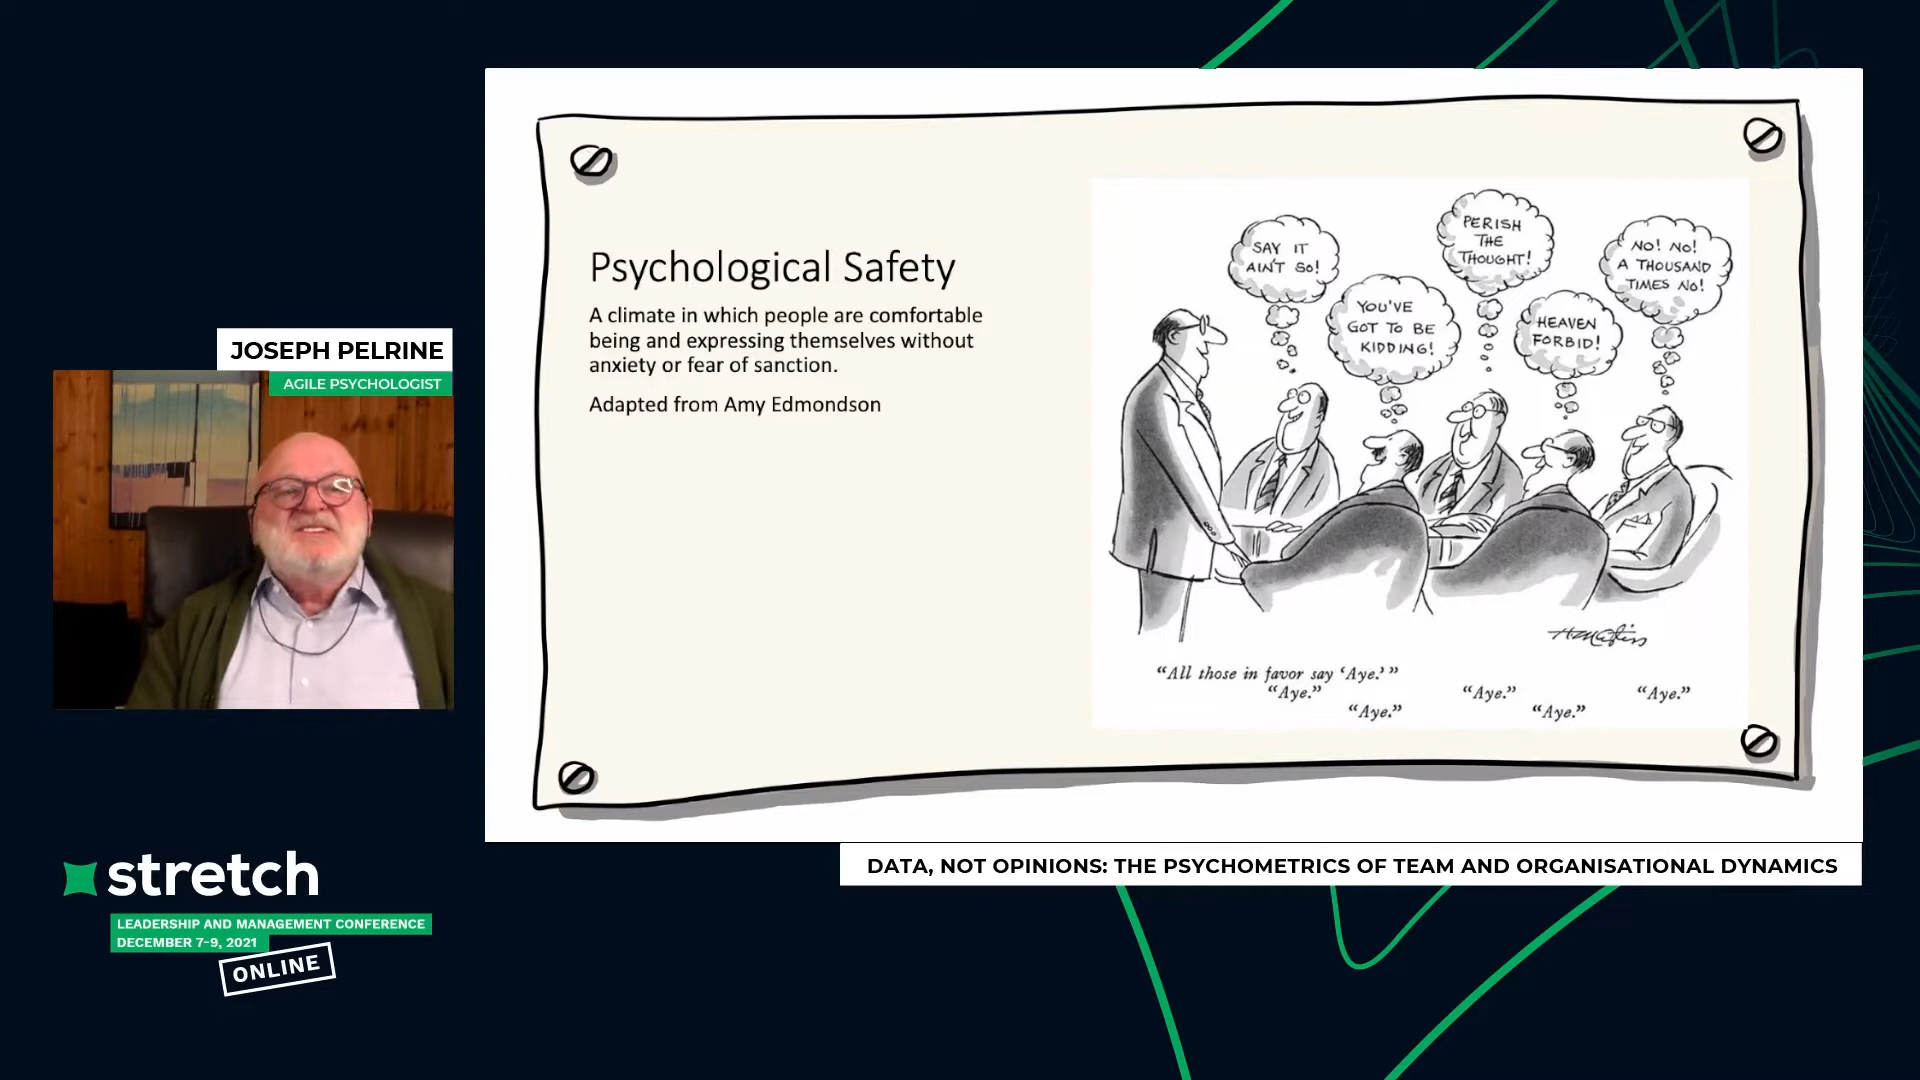 JOSEPH PELRINE
AGILE PSYCHOLOGIST
Psychological Safety
A climate in which people are comfortable
being and expressing themselves without
anxiety or fear of sanction.
Adapted from Amy Edmondson
SAY IT
AIN'T SO!
YOU'VE
GOT TO BE
KIDDING!
PERISH
THE
THOUGHT!
HEAVEN
FORBID!
NO! NO!
A THOUSAND
TIMES NO!
“All those in favor say ‘Aye.’ ”
“Aye.”
“Aye.”
“Aye.”
“Aye.”
“Aye.”
DATA, NOT OPINIONS: THE PSYCHOMETRICS OF TEAM AND ORGANISATIONAL DYNAMICS
stretch
LEADERSHIP AND MANAGEMENT CONFERENCE
DECEMBER 7-9, 2021
ONLINE